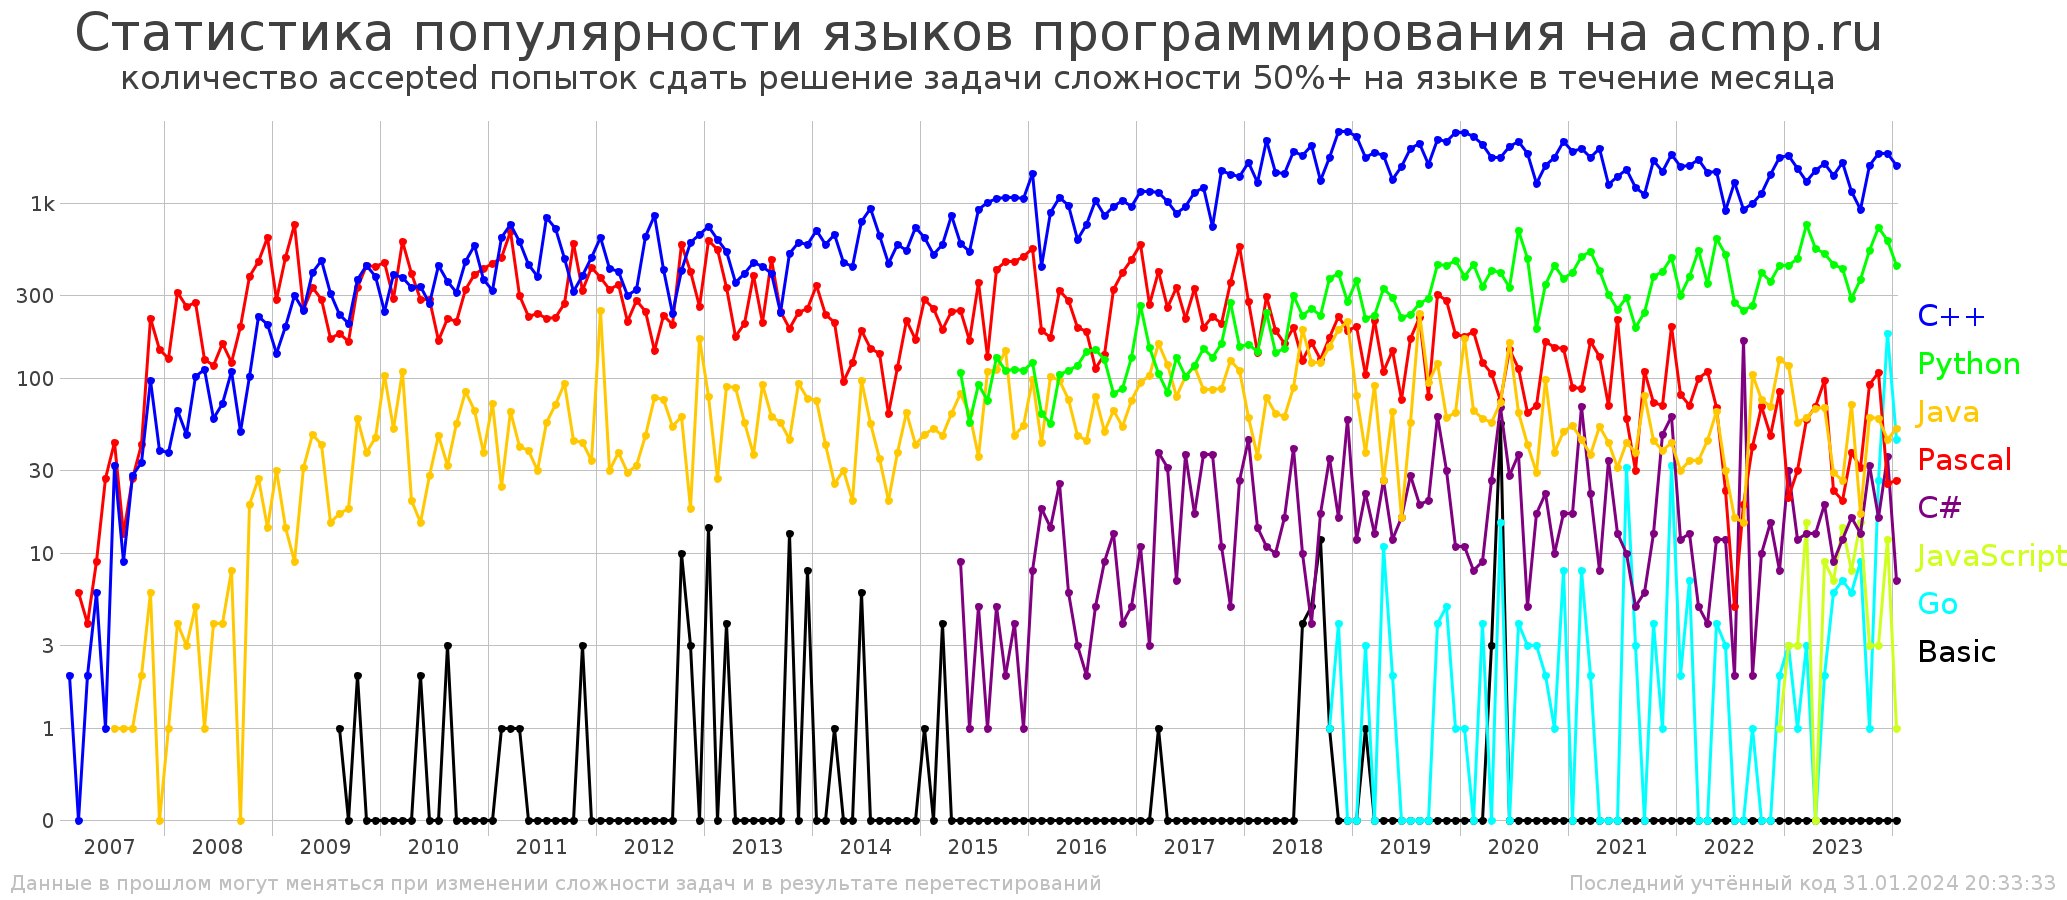 Статистика популярности языков программирования на acmp.ru
количество accepted попыток сдать решение задачи сложности 50%+ на языке в течение месяца
1k
300
100
30
10
3
1
0
C++
Python
Java
Pascal
C#
JavaScript
Go
Basic
2007 2008 2009 2010 2011 2012 2013 2014 2015 2016 2017 2018 2019 2020 2021 2022 2023
Данные в прошлом могут меняться при изменении сложности задач и в результате перетестирований
Последний учтённый код 31.01.2024 20:33:33